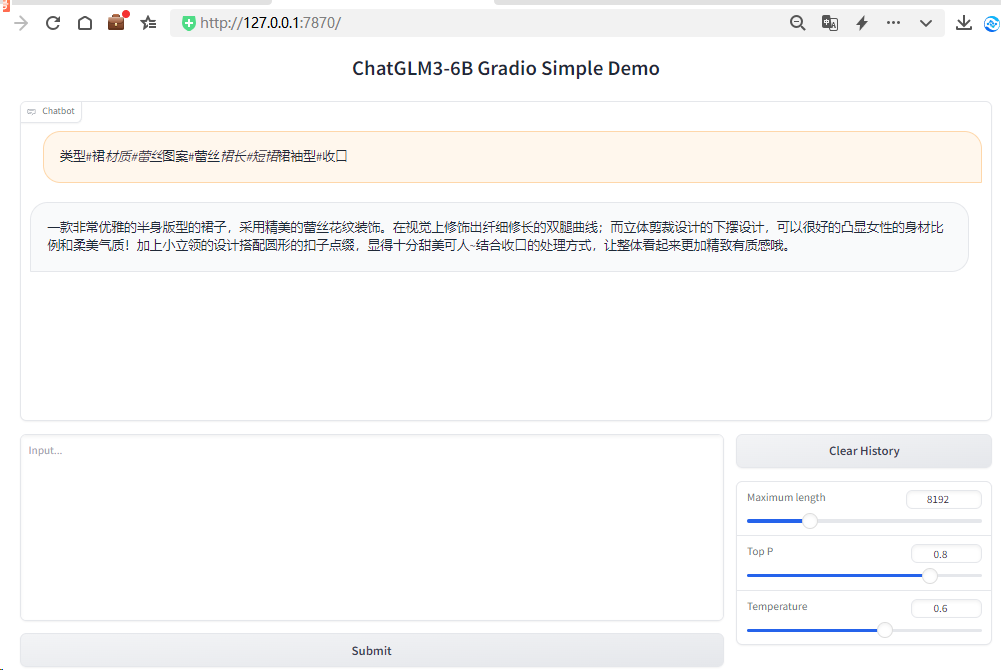 http://127.0.0.1:7870/
ChatGLM3-6B Gradio Simple Demo
Chatbot
类型#裙材质#蕾丝图案#蕾丝裙长#短裙裙袖型#收口
一款非常优雅的半身版型的裙子，采用精美的蕾丝花纹装饰。在视觉上修饰出纤细修长的双腿曲线；而立体剪裁设计的下摆设计，可以很好的凸显女性的身材比
例和柔美气质！加上小立领的设计搭配圆形的扣子点缀，显得十分甜美可人~结合收口的处理方式，让整体看起来更加精致有质感哦。
Input...
Clear History
Maximum length
8192
Top P
0.8
Temperature
0.6
Submit